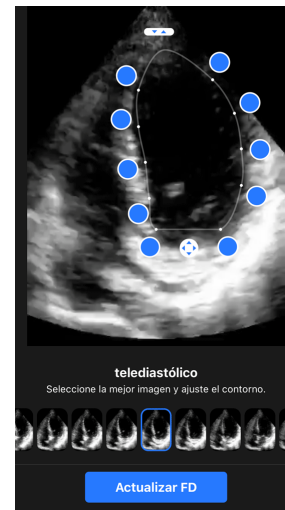 telediastólico
Seleccione la mejor imagen y ajuste el contorno.
Actualizar FD